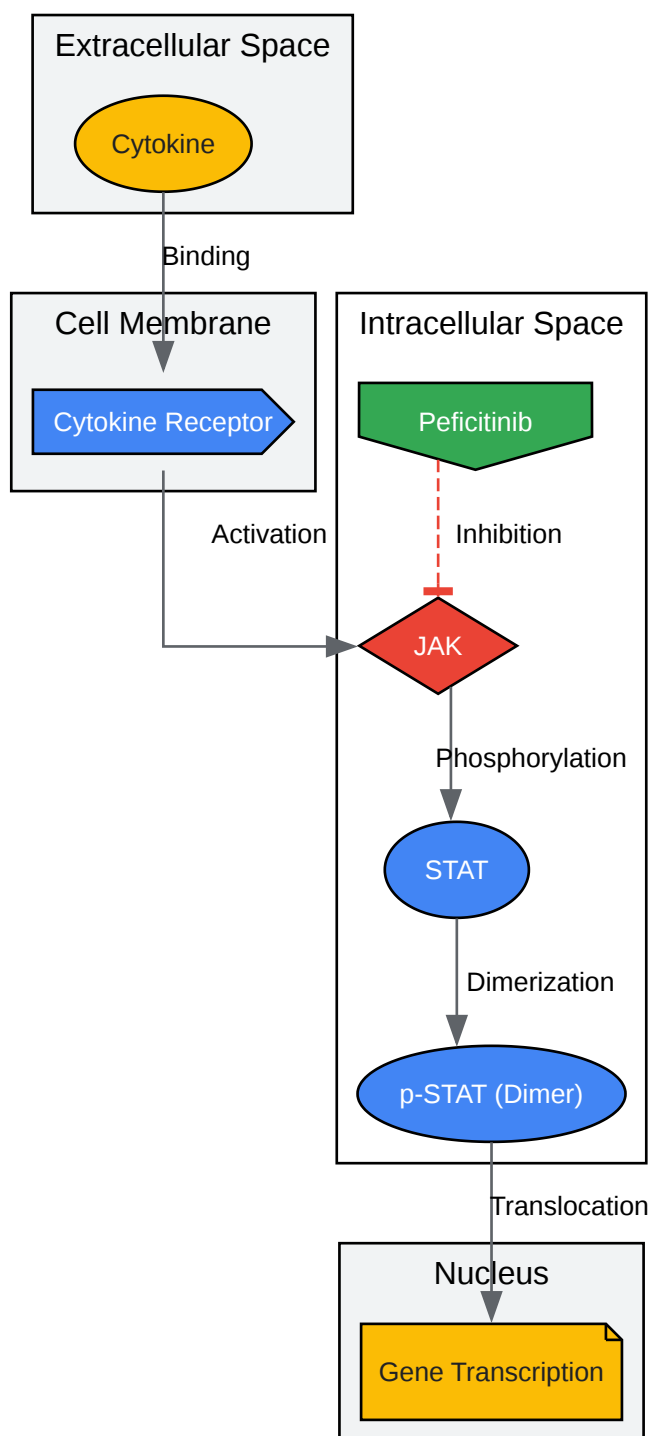 Extracellular Space
Cytokine
Binding
Cell Membrane
Cytokine Receptor
Activation
Intracellular Space
Peficitinib
Inhibition
JAK
Phosphorylation
STAT
Dimerization
p-STAT (Dimer)
Translocation
Nucleus
Gene Transcription